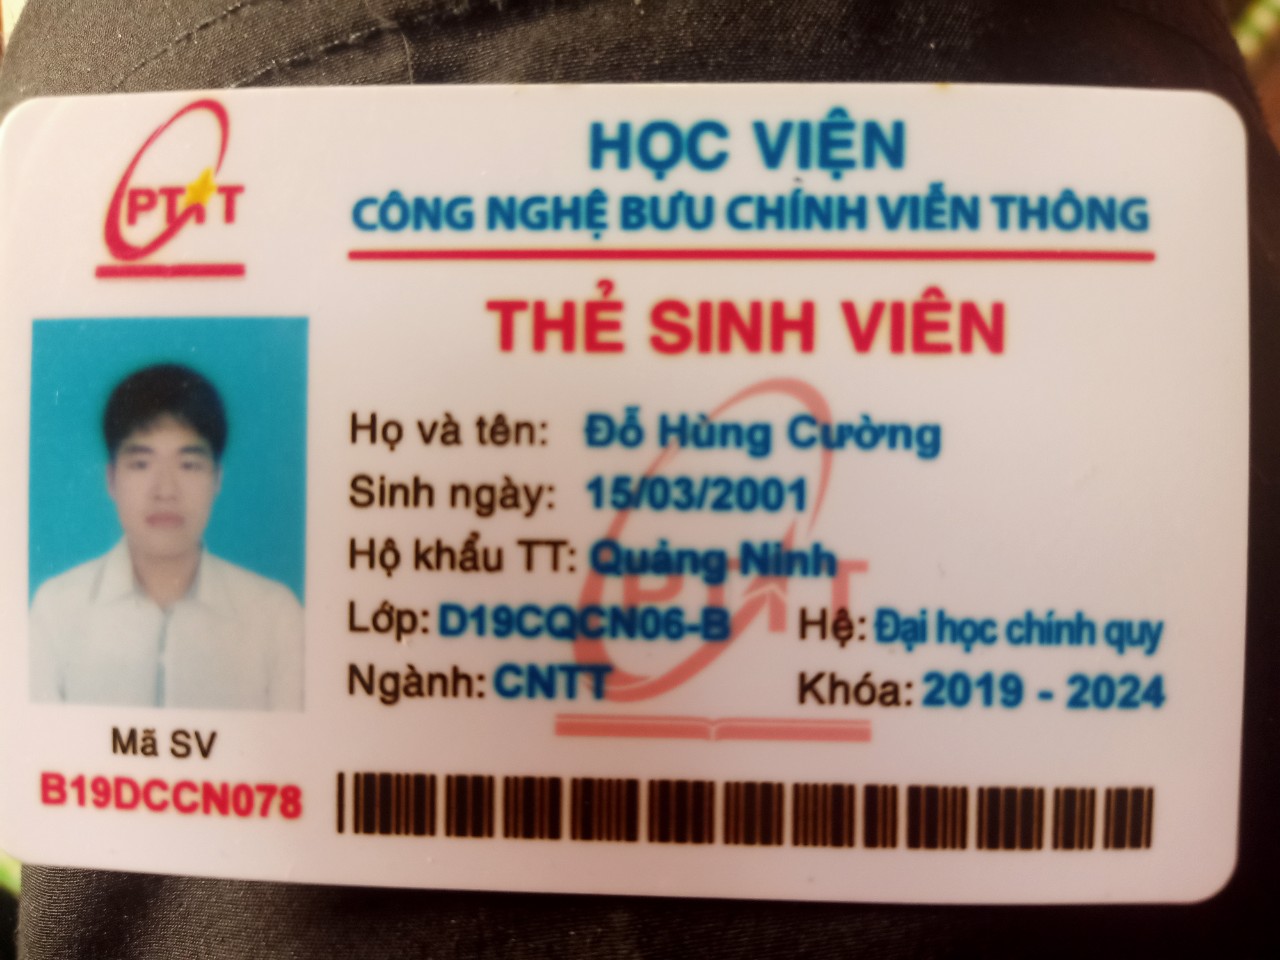 PTIT
HỌC VIỆN
CÔNG NGHỆ BƯU CHÍNH VIỄN THÔNG
THẺ SINH VIÊN
Họ và tên: Đỗ Hùng Cường
Sinh ngày: 15/03/2001
Hộ khẩu TT: Quảng Ninh
Lớp: D19CQCN06-B Hệ: Đại học chính quy
Ngành: CNTT Khóa: 2019 - 2024
Mã SV
B19DCCN078
PTIT